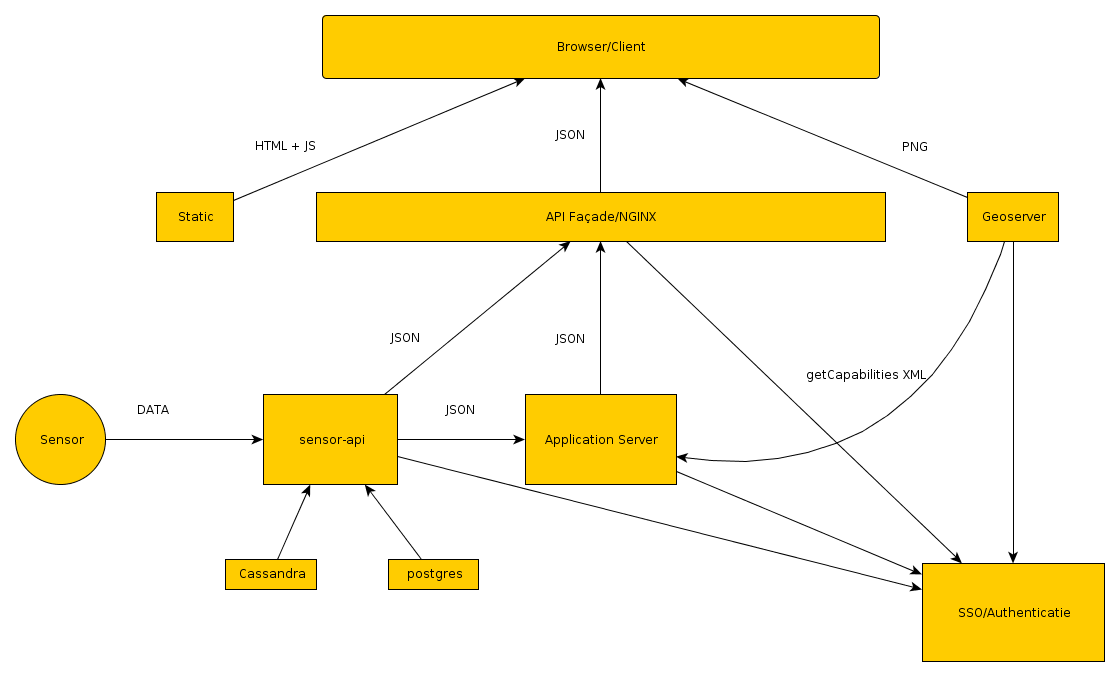 Browser/Client
JSON
HTML + JS
PNG
Static
API Façade/NGINX
Geoserver
JSON
JSON
getCapabilities XML
DATA
JSON
Sensor
sensor-api
Application Server
Cassandra
postgres
SSO/Authenticatie